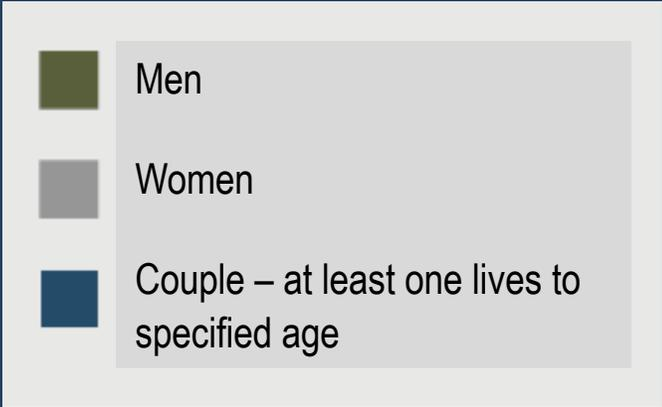 Men
Women
Couple – at least one lives to
specified age